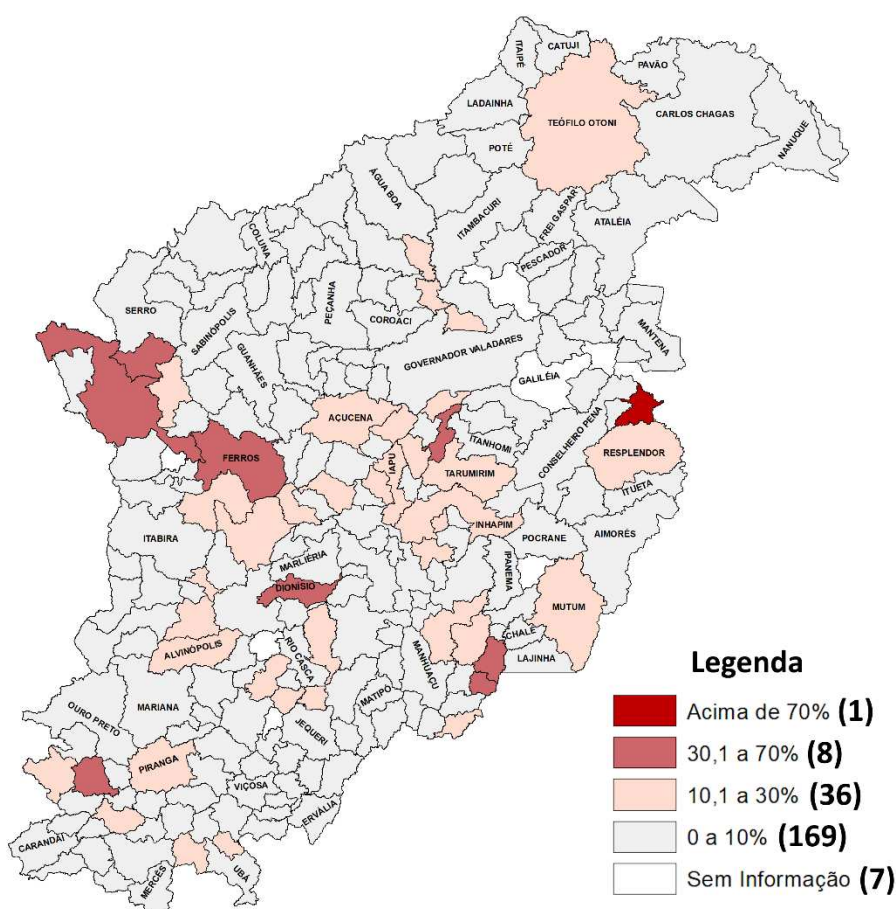 CATUJI
ITAIPÉ
PAVÃO
LADAINHA
TEÓFILO OTONI
CARLOS CHAGAS
NANUQUE
POTÉ
ÁGUA BOA
ITAMBACURI
FREI GASPAR
ATALÉIA
COLUNA
PESCADOR
SERRO
SABINÓPOLIS
PEÇANHA
COROACI
MANTENA
GUANHÃES
GOVERNADOR VALADARES
GALILÉIA
AÇUCENA
CONSELHEIRO PENA
ITANHOMI
RESPLENDOR
FERROS
IAPU
TARUMIRIM
ITUETA
INHAPIM
ITABIRA
POCRANE
AIMORÉS
MARLIÉRIA
IPANEMA
DIONÍSIO
MUTUM
CHALÉ
LAJINHA
ALVINÓPOLIS
RIO CASCA
MANHUAÇU
MATIPÓ
MARIANA
OURO PRETO
JEQUERI
PIRANGA
VIÇOSA
ERVÁLIA
CARANDAÍ
MERCÊS
UBÁ
Legenda
Acima de 70% (1)
30,1 a 70% (8)
10,1 a 30% (36)
0 a 10% (169)
Sem Informação (7)